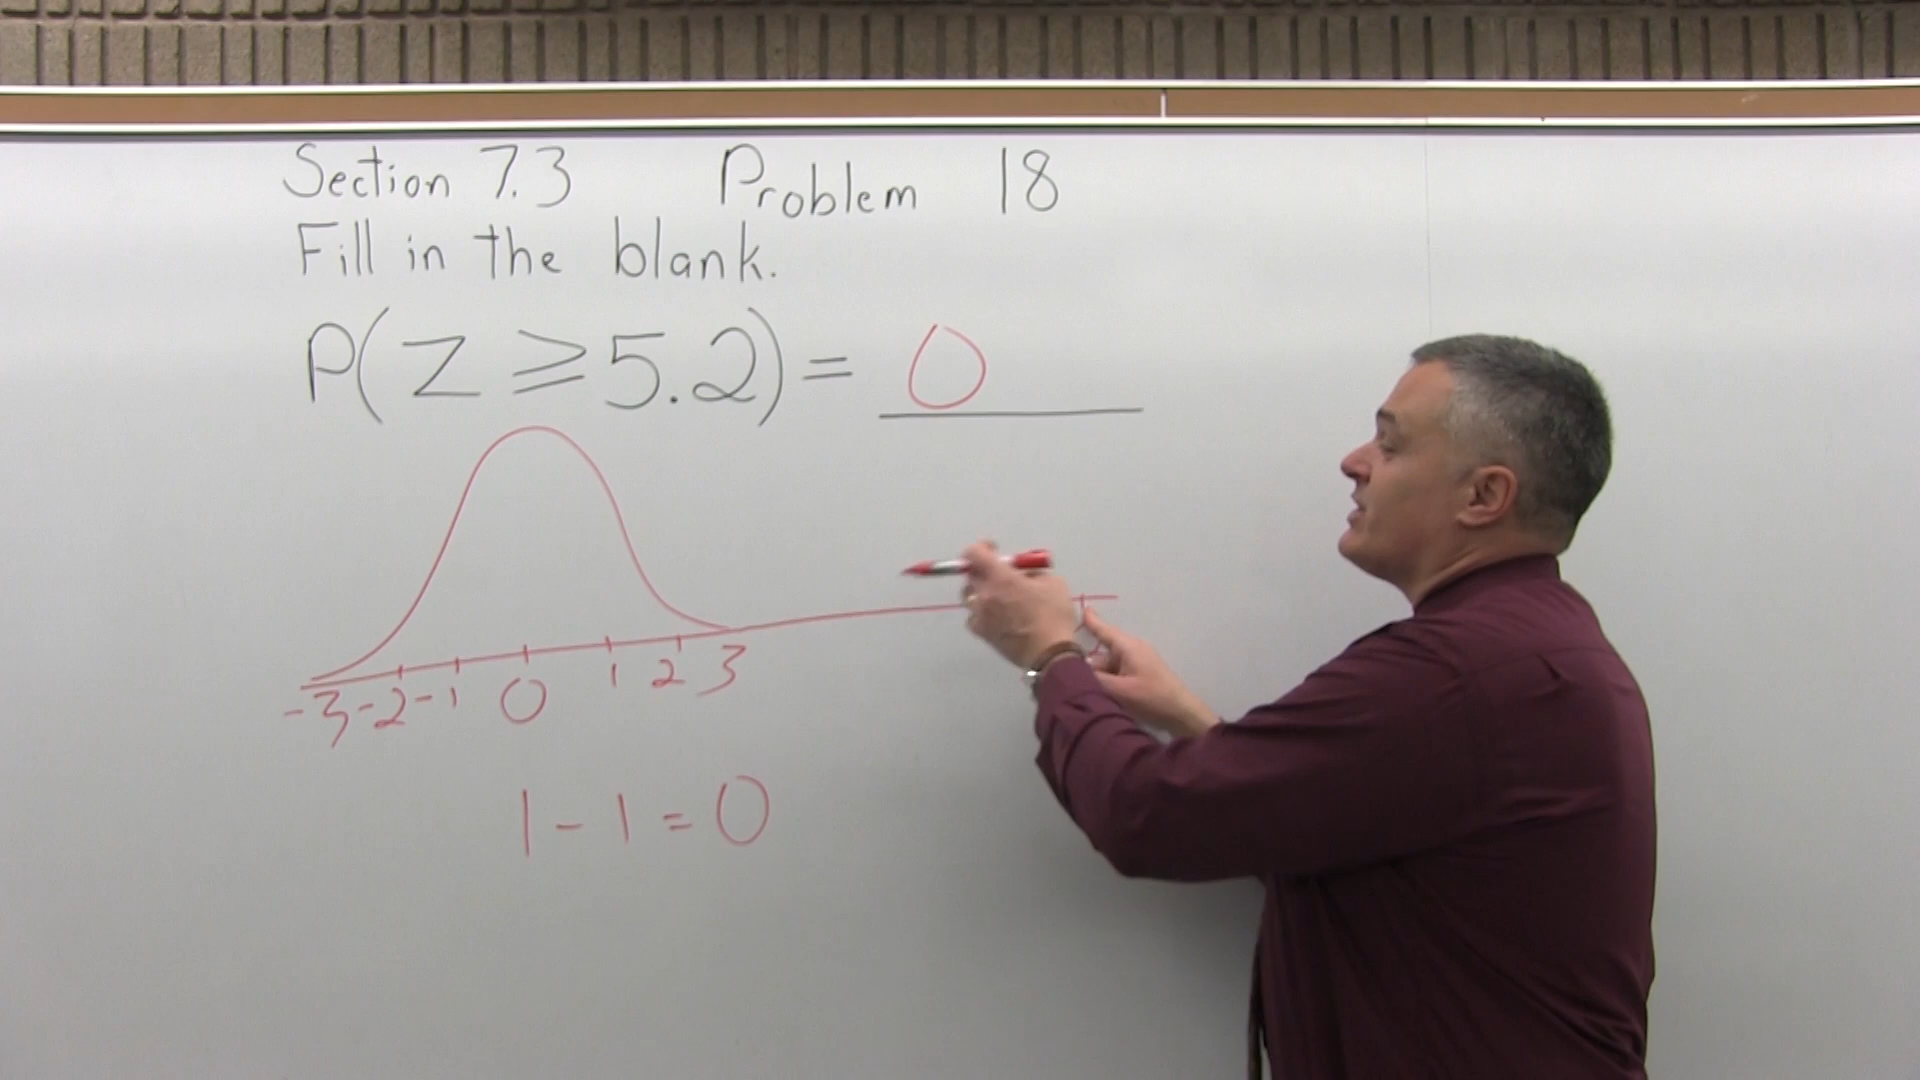 Section 7.3 Problem 18
Fill in the blank.
P(Z ≥ 5.2) = 0
-3 -2 -1 0 1 2 3
1 - 1 = 0